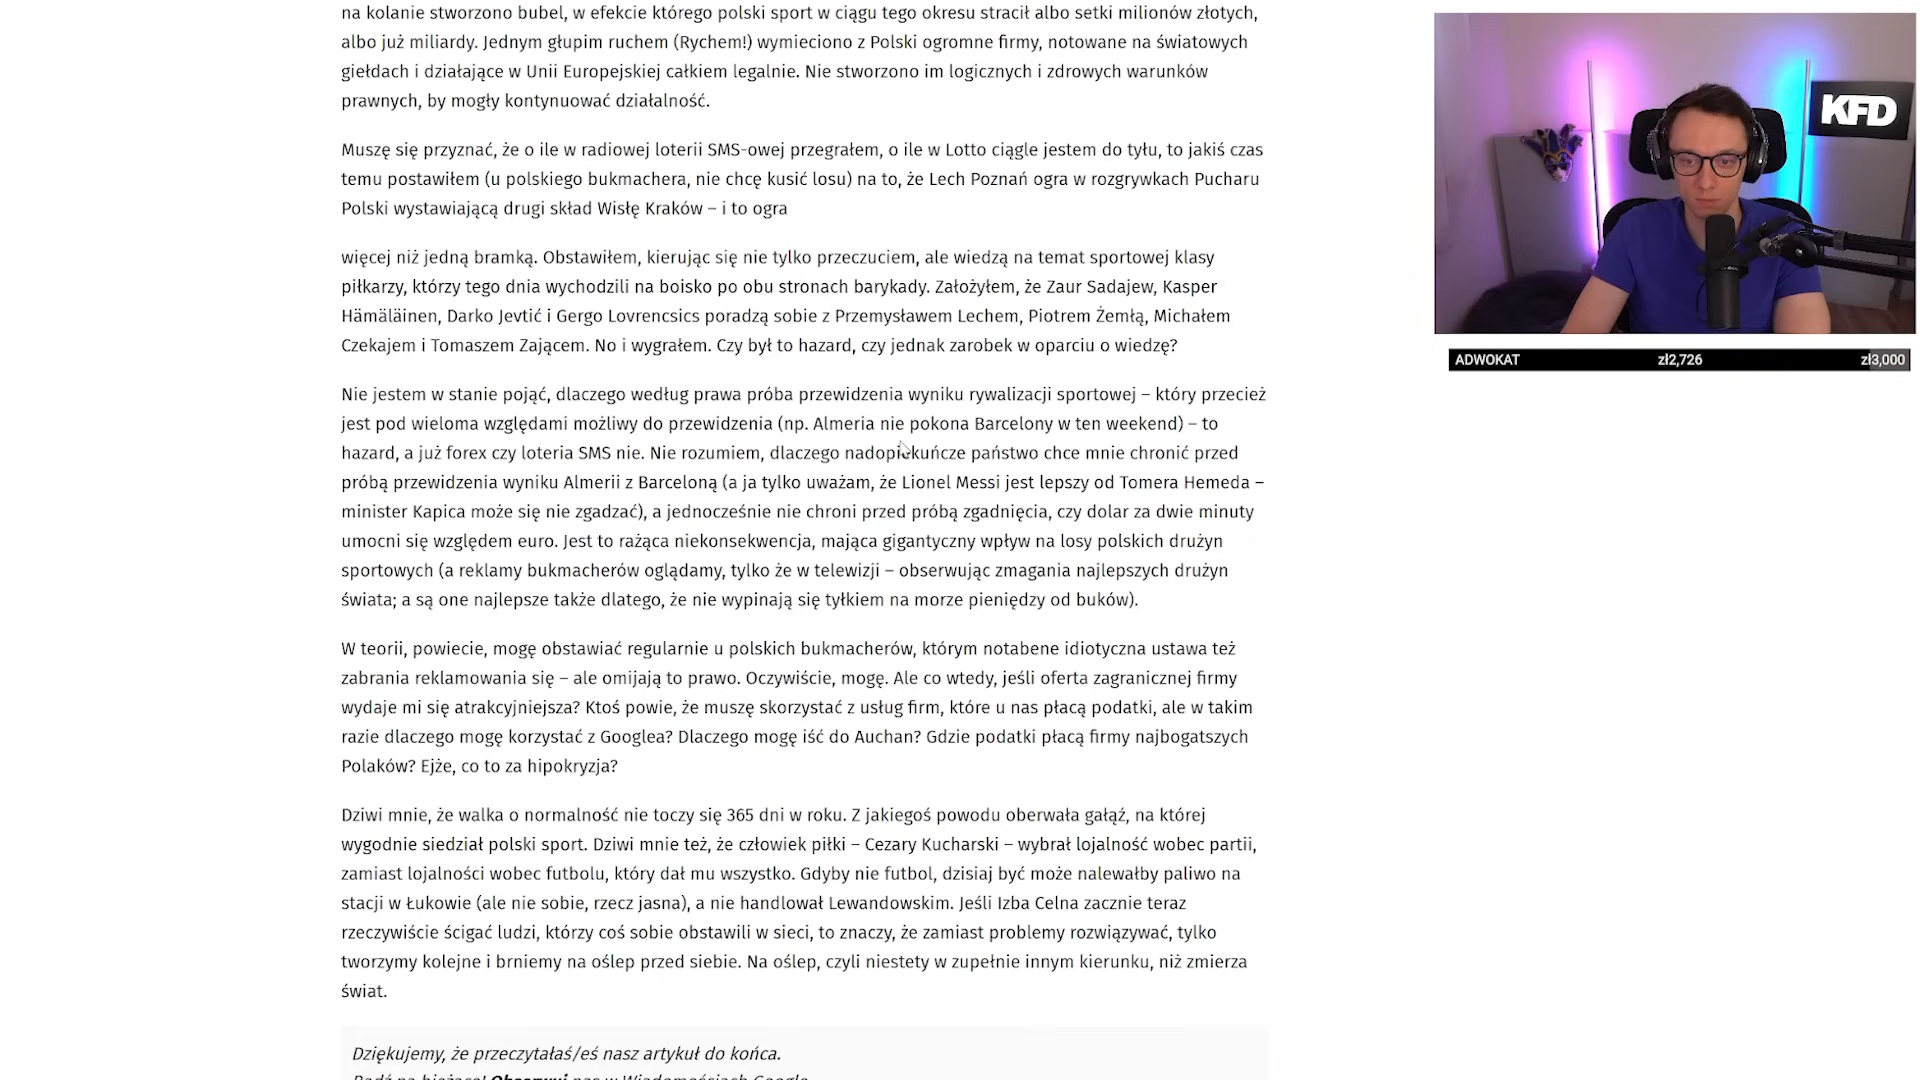 na kolanie stworzono bubel, w efekcie którego polski sport w ciągu tego okresu stracił albo setki milionów złotych,
albo już miliardy. Jednym głupim ruchem (Rychem!) wymieciono z Polski ogromne firmy, notowane na światowych
giełdach i działające w Unii Europejskiej całkiem legalnie. Nie stworzono im logicznych i zdrowych warunków
prawnych, by mogły kontynuować działalność.
Muszę się przyznać, że o ile w radiowej loterii SMS-owej przegrałem, o ile w Lotto ciągle jestem do tyłu, to jakiś czas
temu postawiłem (u polskiego bukmachera, nie chcę kusić losu) na to, że Lech Poznań ogra w rozgrywkach Pucharu
Polski wystawiającą drugi skład Wisłę Kraków – i to ogra
więcej niż jedną bramką. Obstawiłem, kierując się nie tylko przeczuciem, ale wiedzą na temat sportowej klasy
piłkarzy, którzy tego dnia wychodzili na boisko po obu stronach barykady. Założyłem, że Zaur Sadajew, Kasper
Hämäläinen, Darko Jevtić i Gergo Lovrencsics poradzą sobie z Przemysławem Lechem, Piotrem Żemłą, Michałem
Czekajem i Tomaszem Zającem. No i wygrałem. Czy był to hazard, czy jednak zarobek w oparciu o wiedzę?
Nie jestem w stanie pojąć, dlaczego według prawa próba przewidzenia wyniku rywalizacji sportowej – który przecież
jest pod wieloma względami możliwy do przewidzenia (np. Almeria nie pokona Barcelony w ten weekend) – to
hazard, a już forex czy loteria SMS nie. Nie rozumiem, dlaczego nadopiekuńcze państwo chce mnie chronić przed
próbą przewidzenia wyniku Almerii z Barceloną (a ja tylko uważam, że Lionel Messi jest lepszy od Tomera Hemeda –
minister Kapica może się nie zgadzać), a jednocześnie nie chroni przed próbą zgadnięcia, czy dolar za dwie minuty
umocni się względem euro. Jest to rażąca niekonsekwencja, mająca gigantyczny wpływ na losy polskich drużyn
sportowych (a reklamy bukmacherów oglądamy, tylko że w telewizji – obserwując zmagania najlepszych drużyn
świata; a są one najlepsze także dlatego, że nie wypinają się tyłkiem na morze pieniędzy od buków).
W teorii, powiecie, mogę obstawiać regularnie u polskich bukmacherów, którym notabene idiotyczna ustawa też
zabrania reklamowania się – ale omijają to prawo. Oczywiście, mogę. Ale co wtedy, jeśli oferta zagranicznej firmy
wydaje mi się atrakcyjniejsza? Ktoś powie, że muszę skorzystać z usług firm, które u nas płacą podatki, ale w takim
razie dlaczego mogę korzystać z Googlea? Dlaczego mogę iść do Auchan? Gdzie podatki płacą firmy najbogatszych
Polaków? Ejże, co to za hipokryzja?
Dziwi mnie, że walka o normalność nie toczy się 365 dni w roku. Z jakiegoś powodu oberwała gałąź, na której
wygodnie siedział polski sport. Dziwi mnie też, że człowiek piłki – Cezary Kucharski – wybrał lojalność wobec partii,
zamiast lojalności wobec futbolu, który dał mu wszystko. Gdyby nie futbol, dzisiaj być może nalewałby paliwo na
stacji w Łukowie (ale nie sobie, rzecz jasna), a nie handlował Lewandowskim. Jeśli Izba Celna zacznie teraz
rzeczywiście ścigać ludzi, którzy coś sobie obstawili w sieci, to znaczy, że zamiast problemy rozwiązywać, tylko
tworzymy kolejne i brniemy na oślep przed siebie. Na oślep, czyli niestety w zupełnie innym kierunku, niż zmierza
świat.
Dziękujemy, że przeczytałaś/eś nasz artykuł do końca.
Bądź na bieżąco! Obserwuj nas w Wiadomościach Google.
KFD
ADWOKAT zł2,726 zł3,000